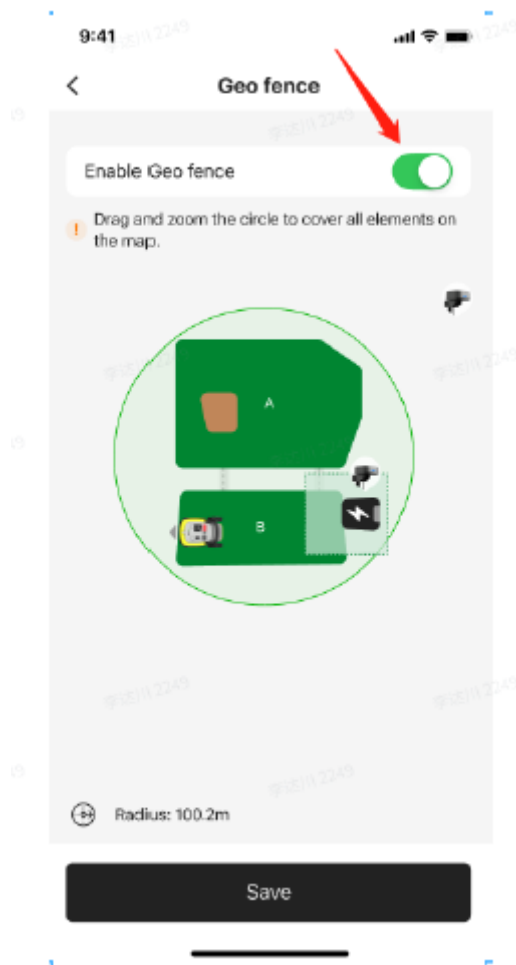 9:41
Geo fence
Enable Geo fence
! Drag and zoom the circle to cover all elements on
the map.
A
B
Radius: 100.2m
Save